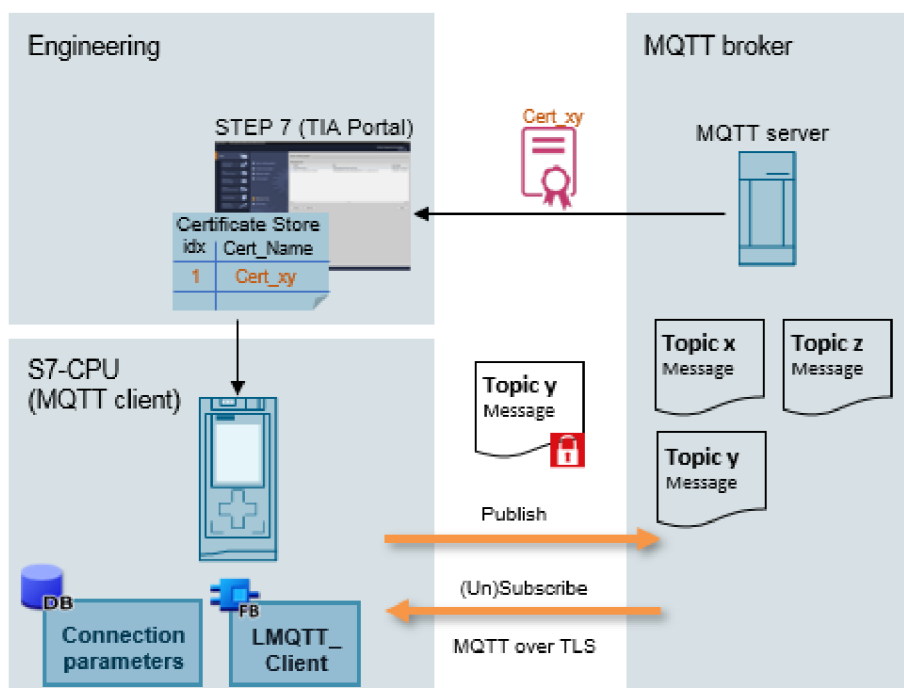 Engineering
STEP 7 (TIA Portal)
Certificate Store
idx Cert_Name
1 Cert_xy
Cert_xy
MQTT broker
MQTT server
S7-CPU
(MQTT client)
Topic y
Message
Topic x
Message
Topic z
Message
Topic y
Message
Publish
(Un)Subscribe
MQTT over TLS
DB
Connection
parameters
FB
LMQTT_
Client